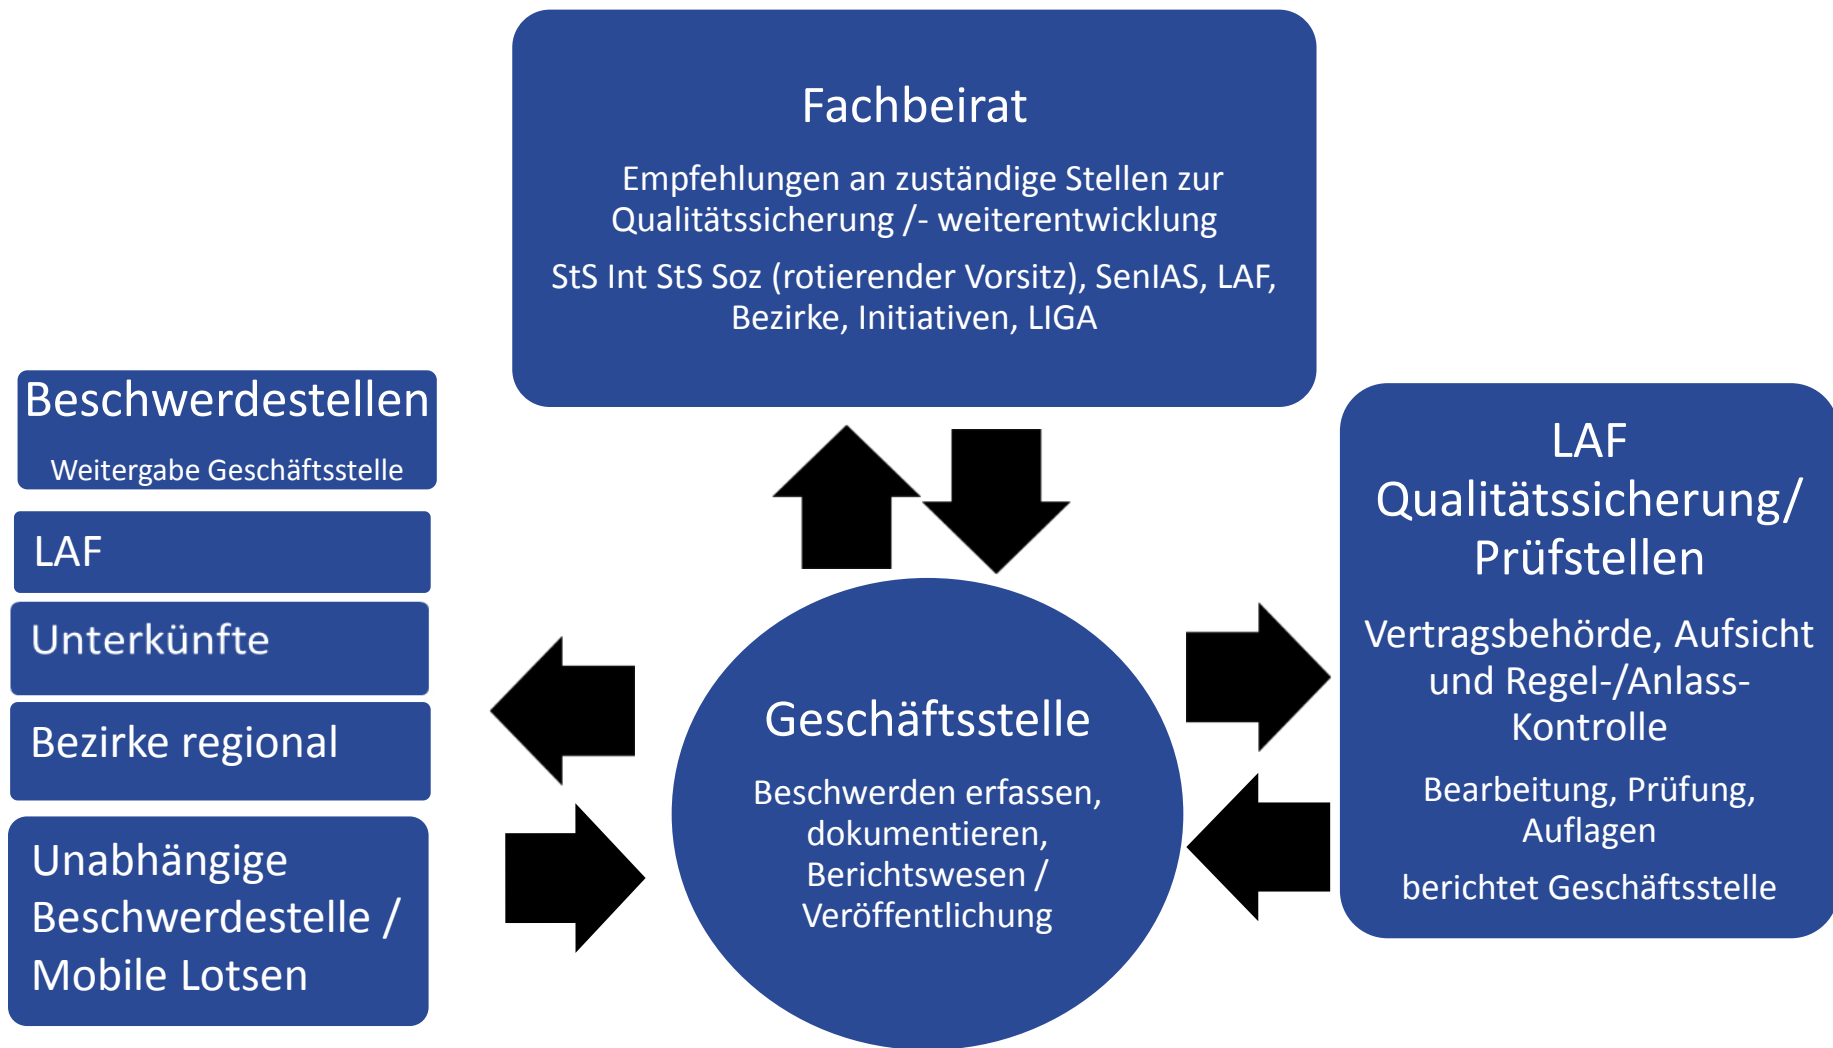 Fachbeirat
Empfehlungen an zuständige Stellen zur
Qualitätssicherung /- weiterentwicklung
StS Int StS Soz (rotierender Vorsitz), SenIAS, LAF,
Bezirke, Initiativen, LIGA
Beschwerdestellen
Weitergabe Geschäftsstelle
LAF
Unterkünfte
Bezirke regional
Unabhängige
Beschwerdestelle /
Mobile Lotsen
Geschäftsstelle
Beschwerden erfassen,
dokumentieren,
Berichtswesen /
Veröffentlichung
LAF
Qualitätssicherung/
Prüfstellen
Vertragsbehörde, Aufsicht
und Regel-/Anlass-
Kontrolle
Bearbeitung, Prüfung,
Auflagen
berichtet Geschäftsstelle